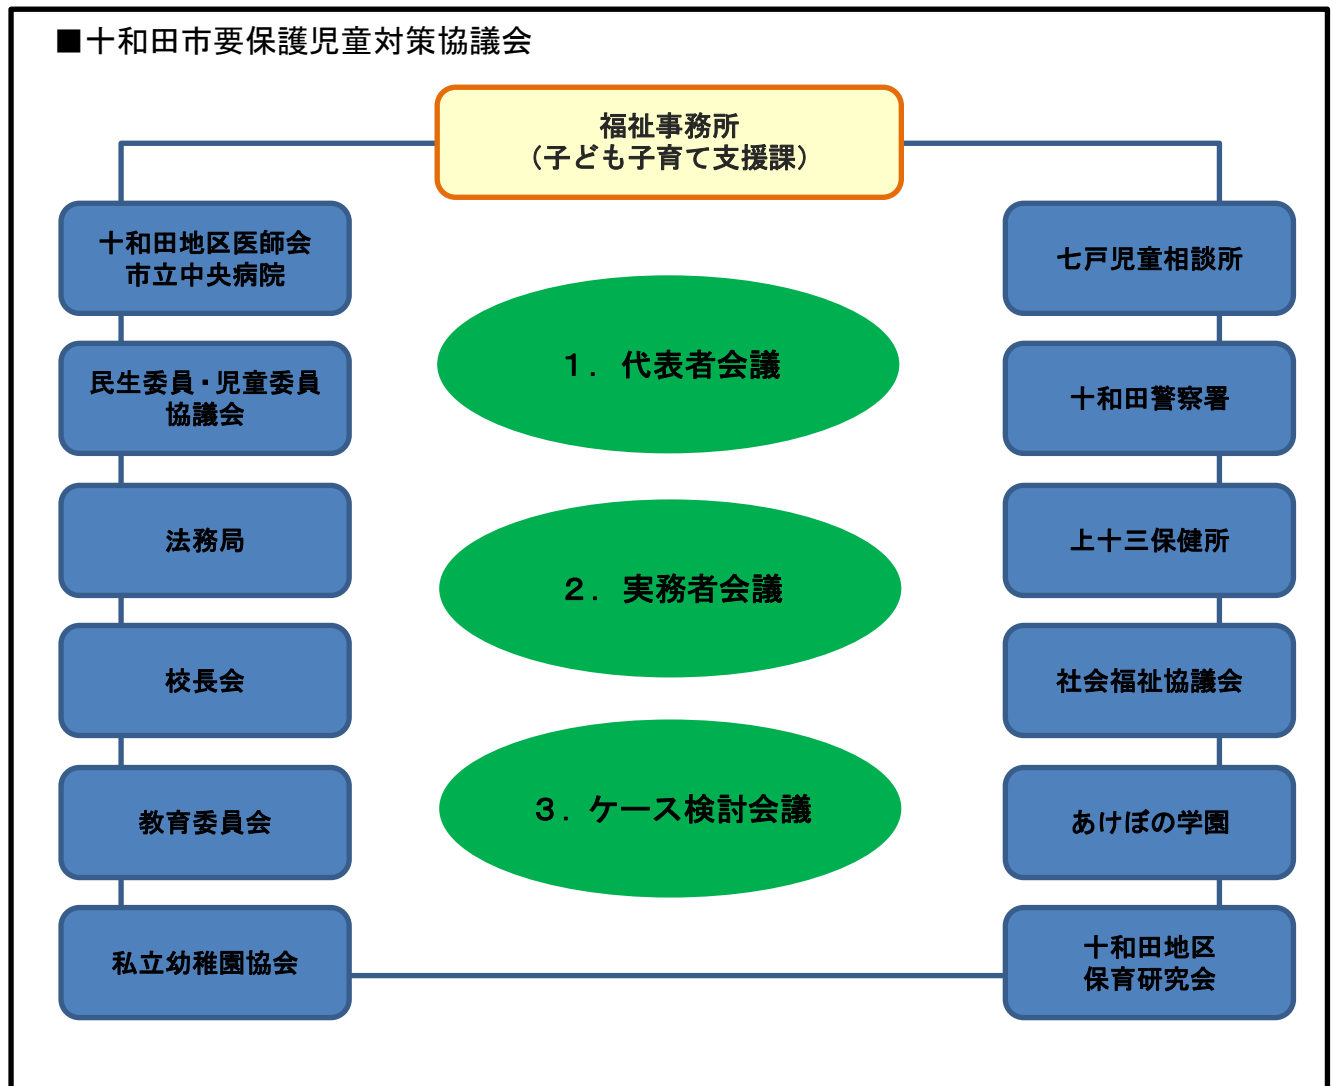 ■十和田市要保護児童対策協議会
福祉事務所
（子ども子育て支援課）
十和田地区医師会
市立中央病院
民生委員・児童委員
協議会
法務局
校長会
教育委員会
私立幼稚園協会
１．代表者会議
２．実務者会議
３．ケース検討会議
七戸児童相談所
十和田警察署
上十三保健所
社会福祉協議会
あけぼの学園
十和田地区
保育研究会